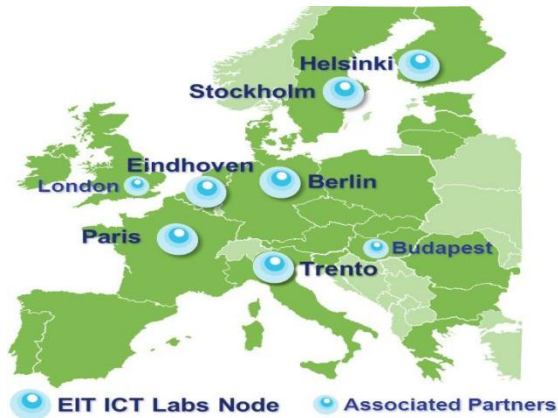 Helsinki
Stockholm
Eindhoven
London
Berlin
Paris
Budapest
Trento
EIT ICT Labs Node
Associated Partners